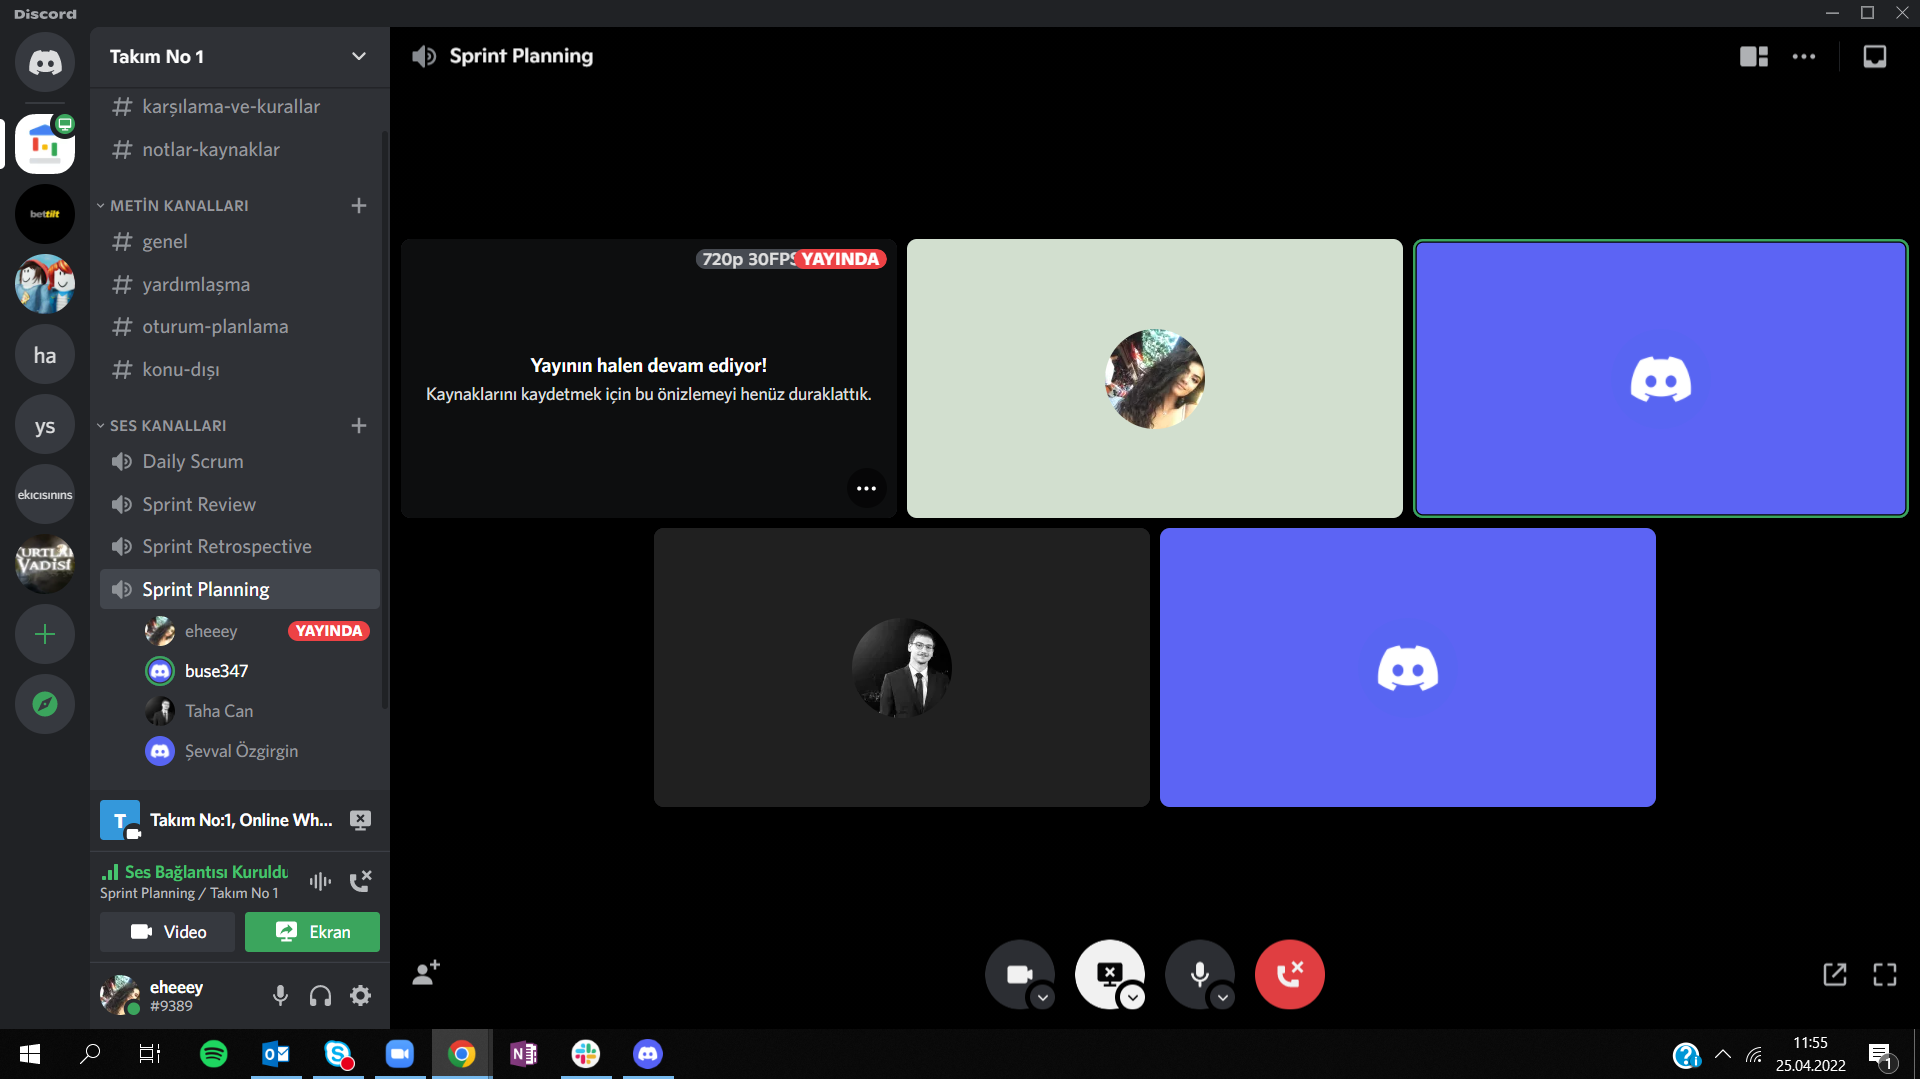 Discord
Takım No 1
karşılama-ve-kurallar
notlar-kaynaklar
METİN KANALLARI
genel
yardımlaşma
oturum-planlama
konu-dışı
SES KANALLARI
Daily Scrum
Sprint Review
Sprint Retrospective
Sprint Planning
eheeey
YAYINDA
buse347
Taha Can
Şevval Özgirgin
T
Takım No:1, Online Wh...
Ses Bağlantısı Kuruldu
Sprint Planning / Takım No 1
Video
Ekran
eheeey
#9389
bettilt
ha
ys
ekicisinins
URTLA
VADİSİ
Sprint Planning
720p 30FPS
YAYINDA
Yayının halen devam ediyor!
Kaynaklarını kaydetmek için bu önizlemeyi henüz duraklattık.
11:55
25.04.2022
1